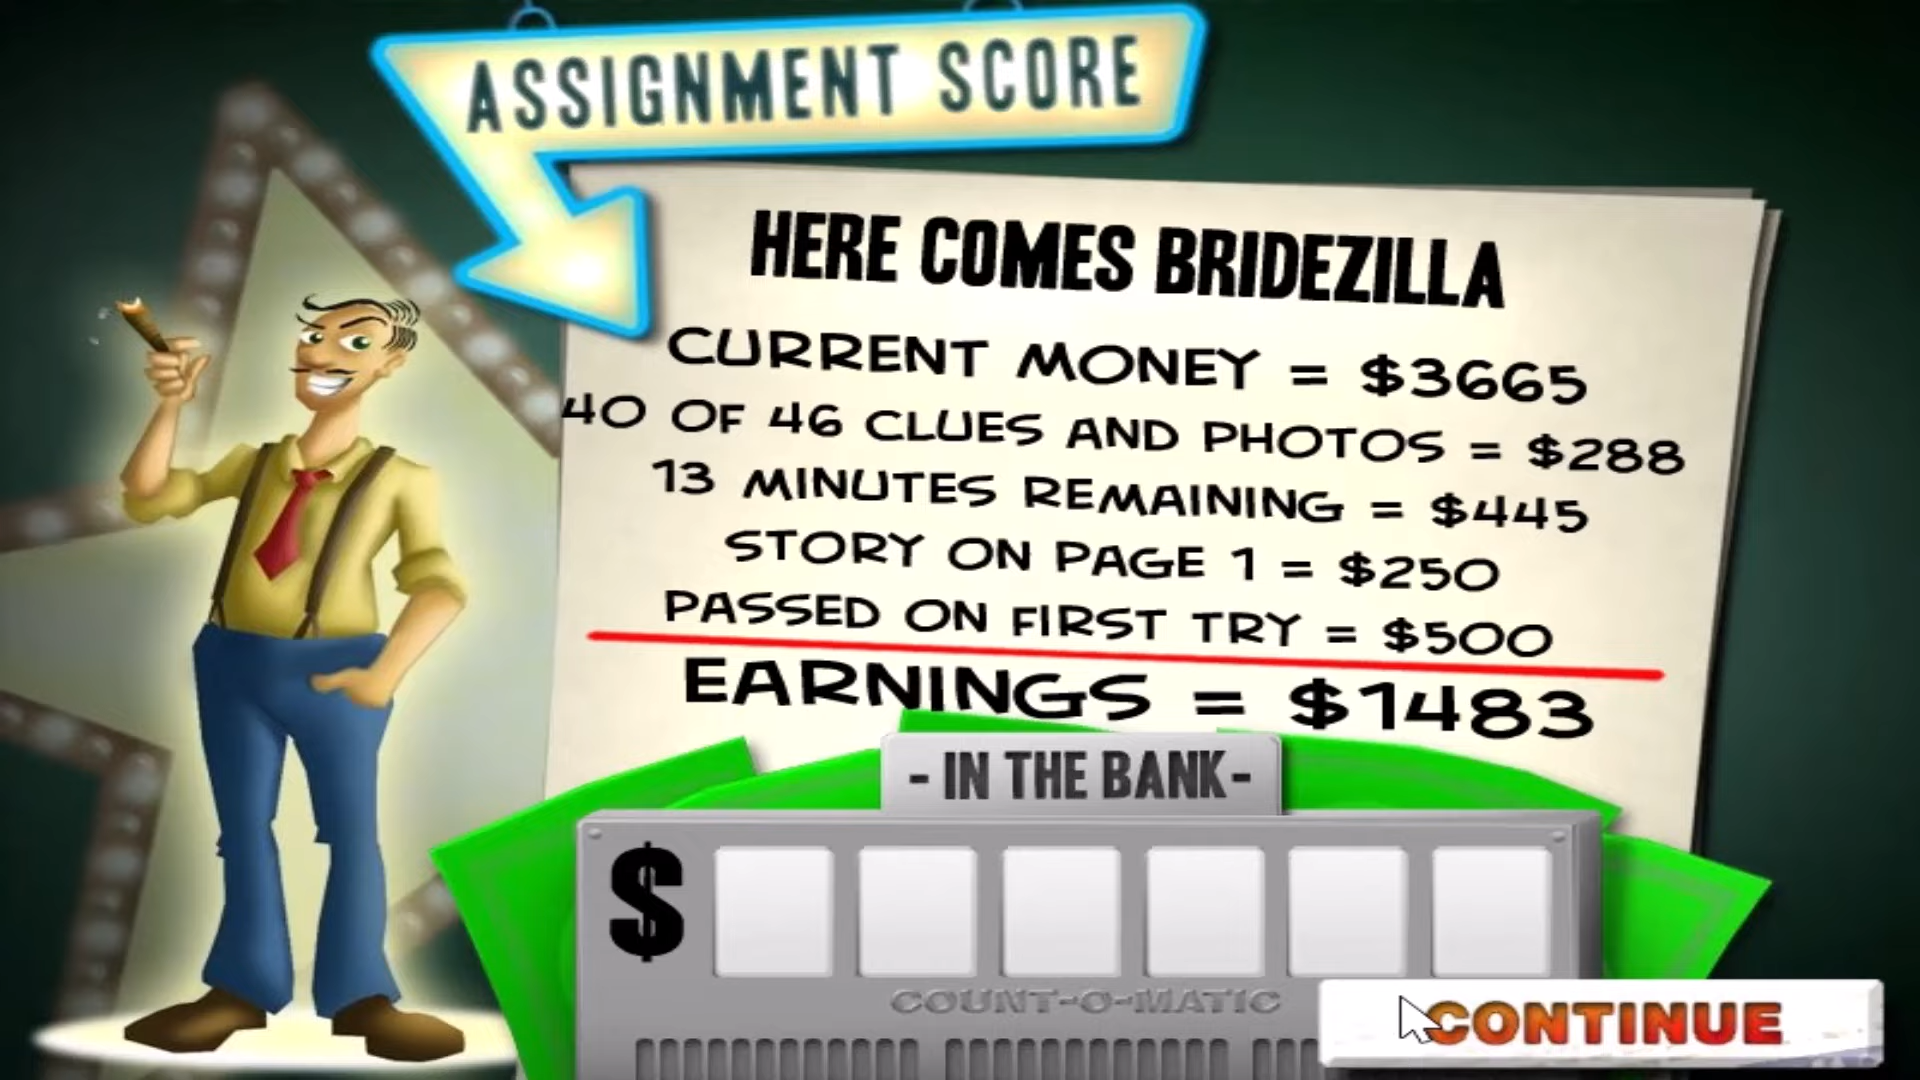 ASSIGNMENT SCORE
HERE COMES BRIDEZILLA
CURRENT MONEY = $3665
40 OF 46 CLUES AND PHOTOS = $288
13 MINUTES REMAINING = $445
STORY ON PAGE 1 = $250
PASSED ON FIRST TRY = $500
EARNINGS = $1483
- IN THE BANK -
$
COUNT-O-MATIC
CONTINUE